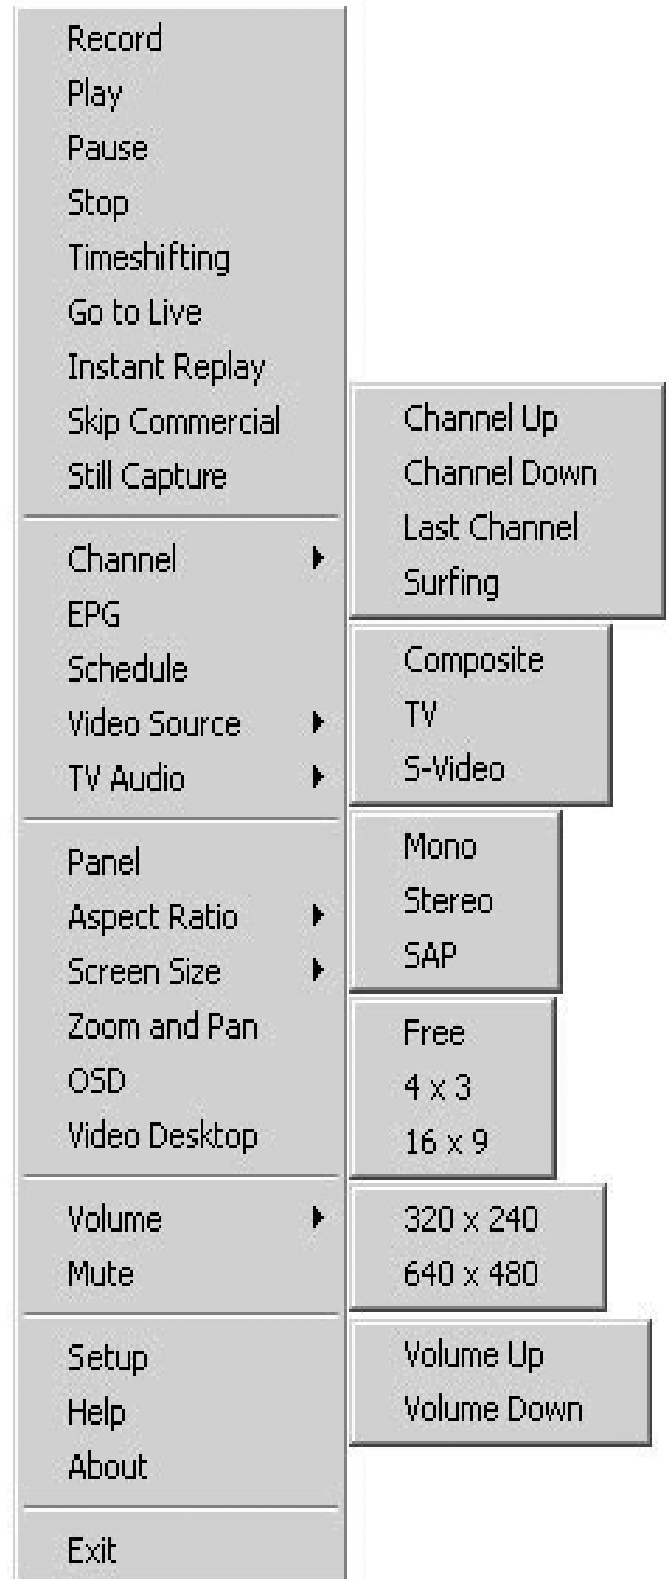 Record
Play
Pause
Stop
Timeshifting
Go to Live
Instant Replay
Skip Commercial
Still Capture
Channel
EPG
Schedule
Video Source
TV Audio
Panel
Aspect Ratio
Screen Size
Zoom and Pan
OSD
Video Desktop
Volume
Mute
Setup
Help
About
Exit
Channel Up
Channel Down
Last Channel
Surfing
Composite
TV
S-Video
Mono
Stereo
SAP
Free
4 x 3
16 x 9
320 x 240
640 x 480
Volume Up
Volume Down